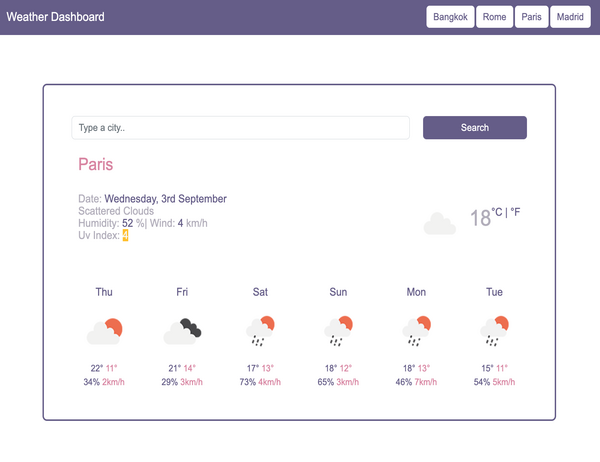 Weather Dashboard Bangkok Rome Paris Madrid
Type a city.. Search
Paris
Date: Wednesday, 3rd September
Scattered Clouds
Humidity: 52 %| Wind: 4 km/h
Uv Index: 4
18°C | °F
Thu Fri Sat Sun Mon Tue
22° 11° 21° 14° 17° 13° 18° 12° 18° 13° 15° 11°
34% 2km/h 29% 3km/h 73% 4km/h 65% 3km/h 46% 7km/h 54% 5km/h